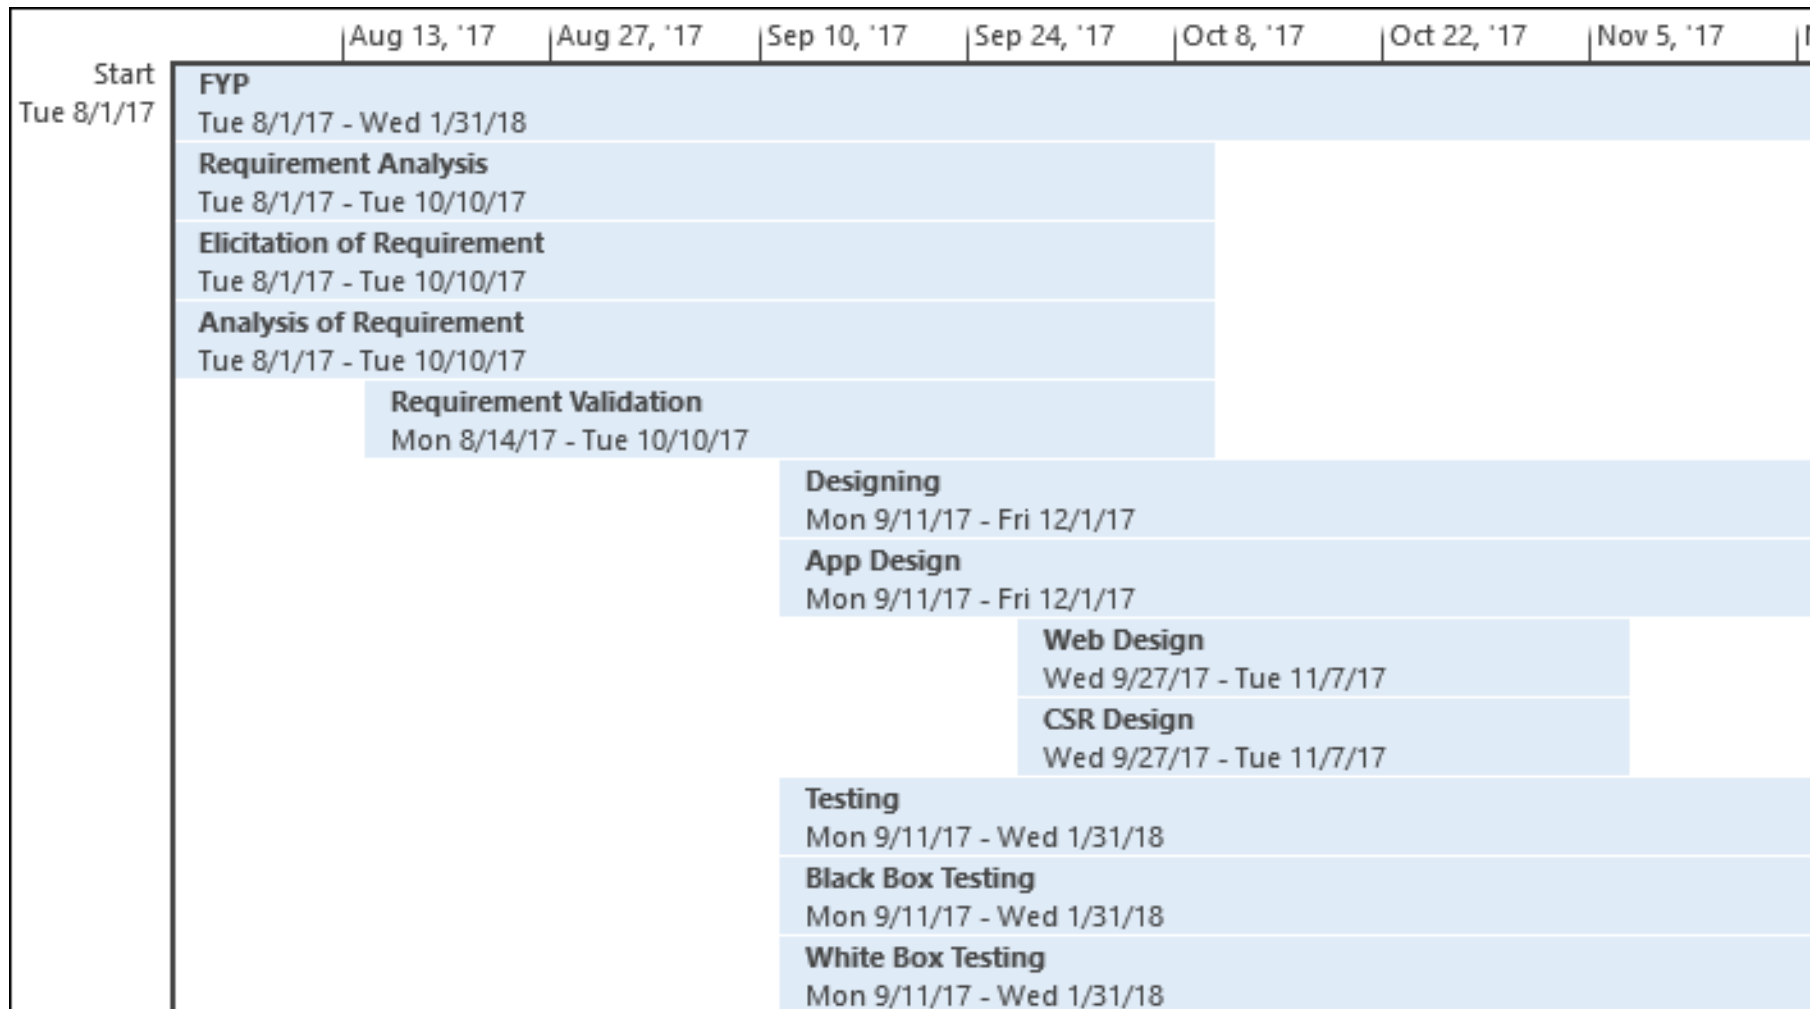 Aug 13, '17 Aug 27, '17 Sep 10, '17 Sep 24, '17 Oct 8, '17 Oct 22, '17 Nov 5, '17
Start
Tue 8/1/17
FYP
Tue 8/1/17 - Wed 1/31/18
Requirement Analysis
Tue 8/1/17 - Tue 10/10/17
Elicitation of Requirement
Tue 8/1/17 - Tue 10/10/17
Analysis of Requirement
Tue 8/1/17 - Tue 10/10/17
Requirement Validation
Mon 8/14/17 - Tue 10/10/17
Designing
Mon 9/11/17 - Fri 12/1/17
App Design
Mon 9/11/17 - Fri 12/1/17
Web Design
Wed 9/27/17 - Tue 11/7/17
CSR Design
Wed 9/27/17 - Tue 11/7/17
Testing
Mon 9/11/17 - Wed 1/31/18
Black Box Testing
Mon 9/11/17 - Wed 1/31/18
White Box Testing
Mon 9/11/17 - Wed 1/31/18